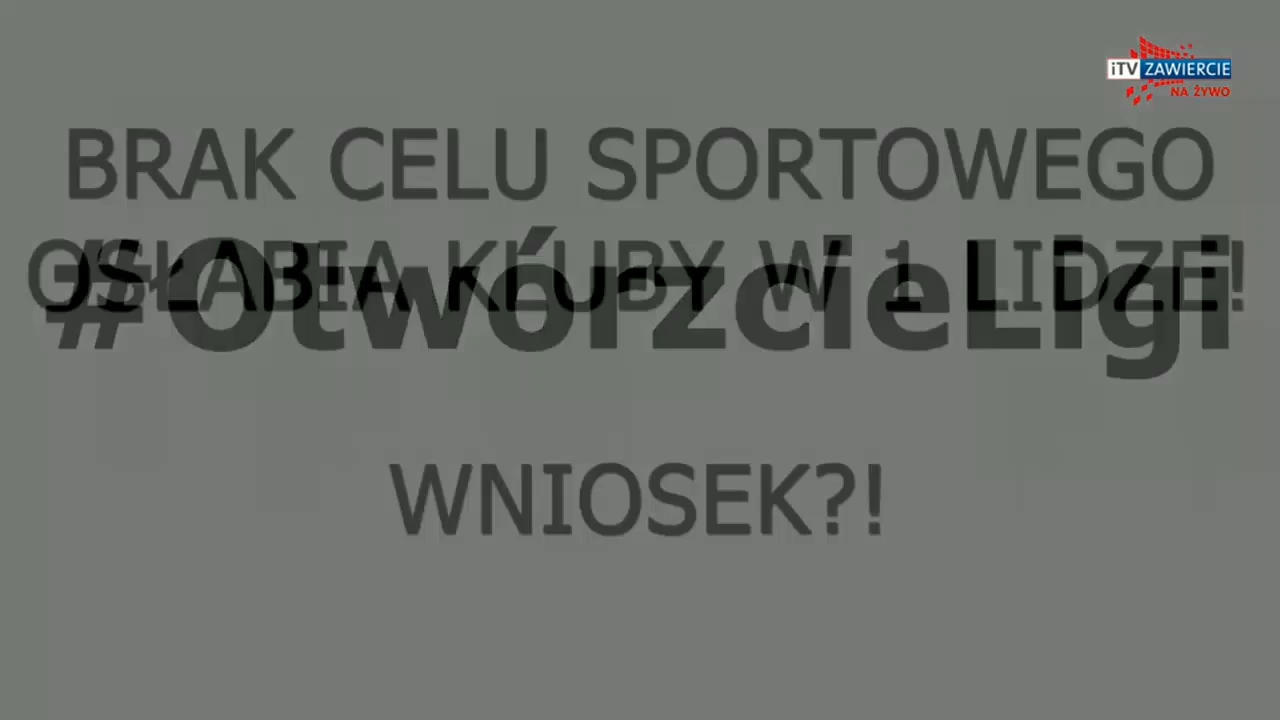 iTV ZAWIERCIE
NA ŻYWO
BRAK CELU SPORTOWEGO
OSŁABIA KLUBY W 1 LIDZE!
#OtwórzcieLigi
WNIOSEK?!